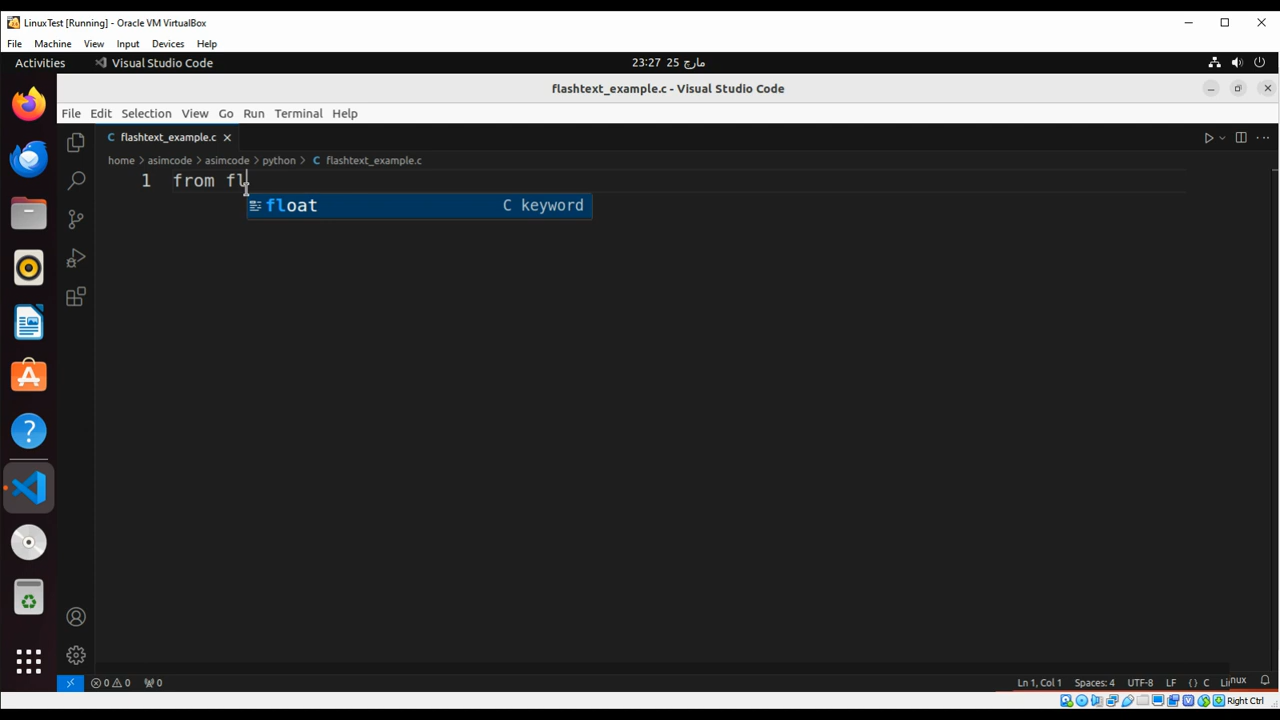 LinuxTest [Running] - Oracle VM VirtualBox
File Machine View Input Devices Help
Activities Visual Studio Code 23:27 25 مارچ
flashtext_example.c - Visual Studio Code
File Edit Selection View Go Run Terminal Help
C flashtext_example.c
home > asimcode > asimcode > python > C flashtext_example.c
1 from fl
float C keyword
0 0 0 Ln 1, Col 1 Spaces: 4 UTF-8 LF {} C Linux
Right Ctrl